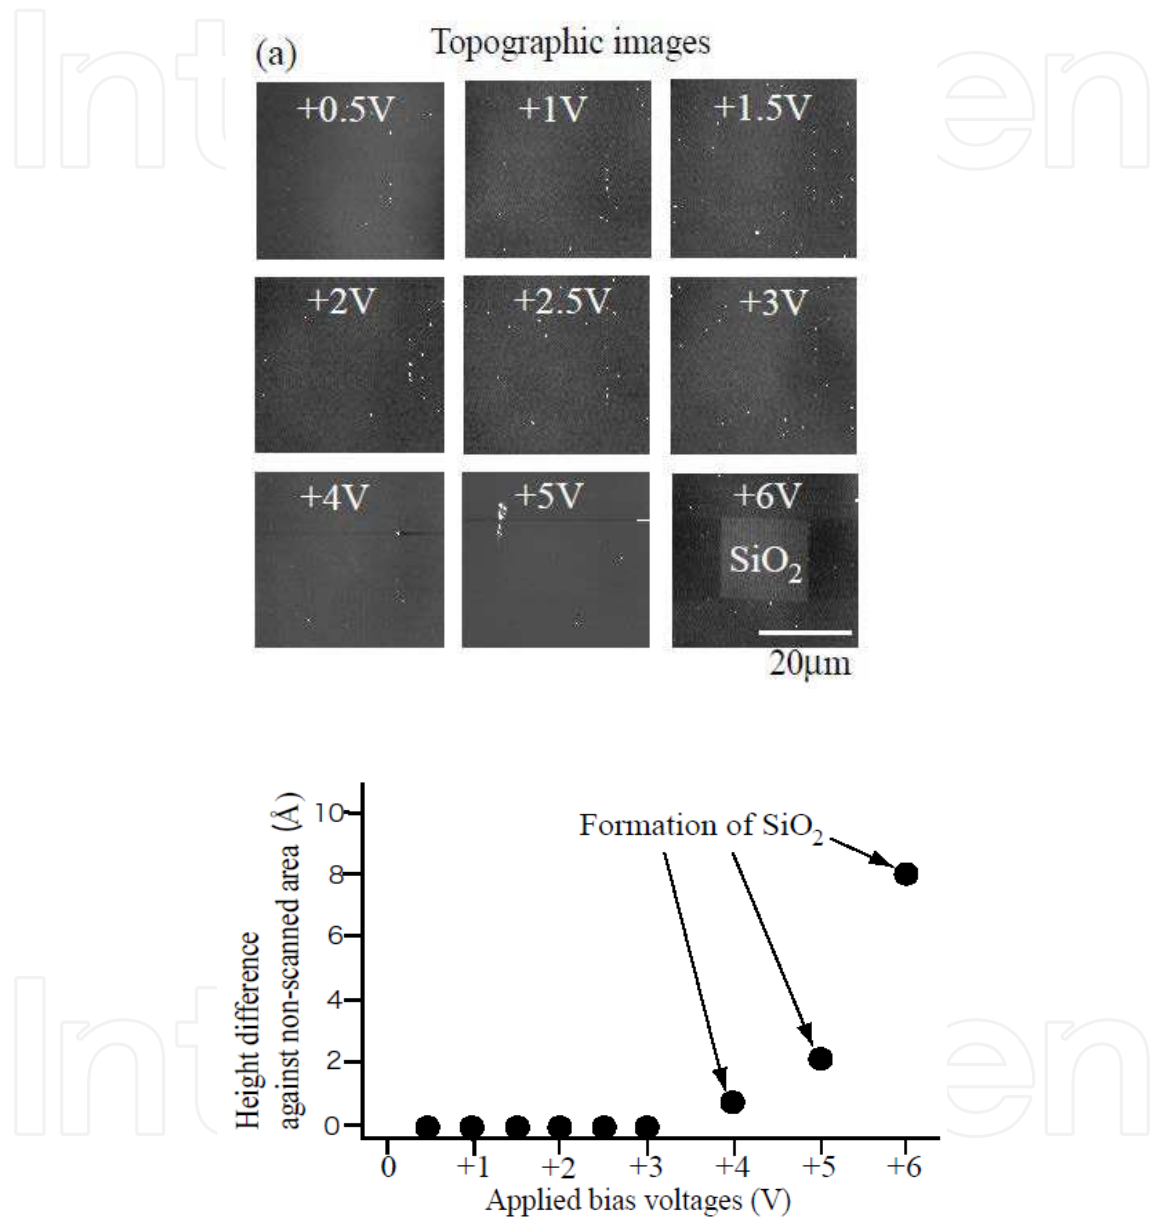 (a) Topographic images
+0.5V +1V +1.5V
+2V +2.5V +3V
+4V +5V +6V
SiO₂
20μm
Height difference
against non-scanned area (Å)
10
8
6
4
2
0
Formation of SiO₂
0 +1 +2 +3 +4 +5 +6
Applied bias voltages (V)